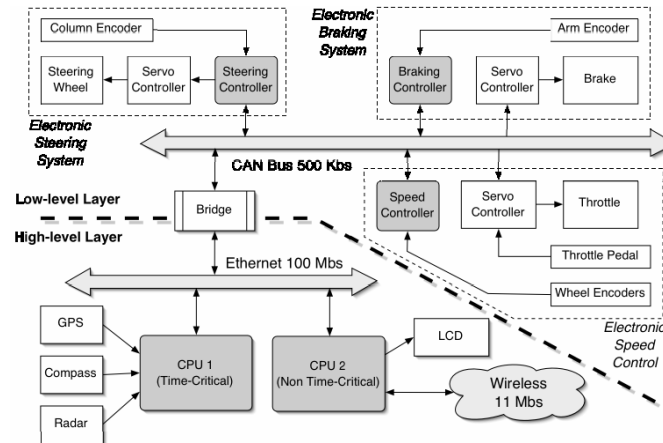 Column Encoder
Steering
Wheel
Servo
Controller
Steering
Controller
Electronic
Steering
System
Electronic
Braking
System
Arm Encoder
Braking
Controller
Servo
Controller
Brake
CAN Bus 500 Kbs
Low-level Layer
High-level Layer
Bridge
Speed
Controller
Servo
Controller
Throttle
Throttle Pedal
Wheel Encoders
Electronic
Speed
Control
Ethernet 100 Mbs
GPS
Compass
Radar
CPU 1
(Time-Critical)
CPU 2
(Non Time-Critical)
LCD
Wireless
11 Mbs